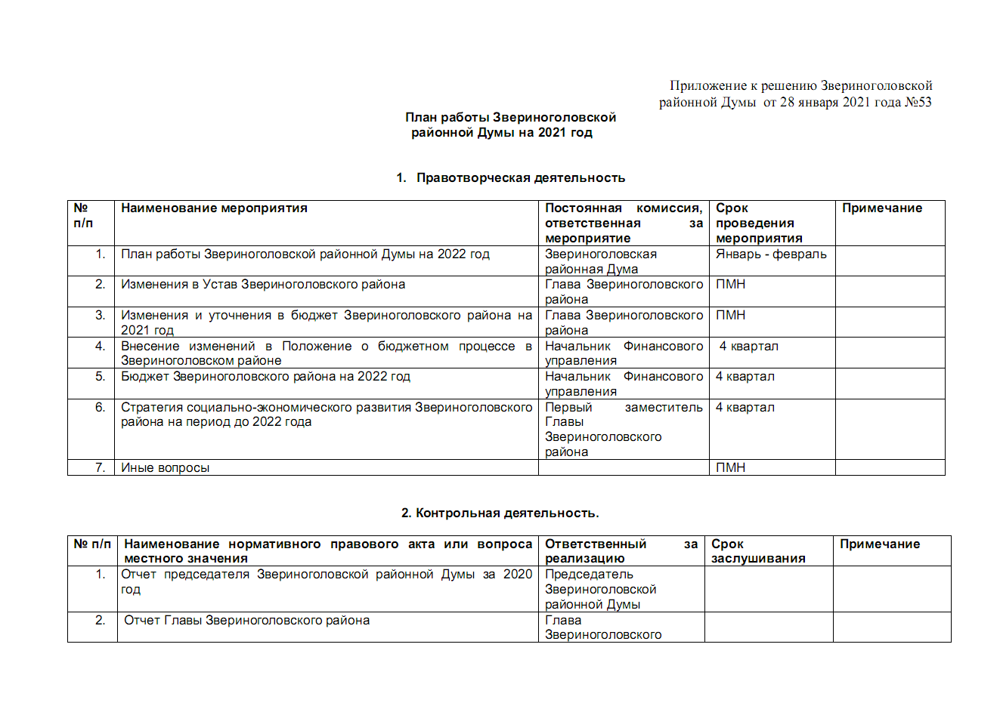 Приложение к решению Звериноголовской
районной Думы от 28 января 2021 года №53
План работы Звериноголовской
районной Думы на 2021 год
1. Правотворческая деятельность
№ п/п
Наименование мероприятия
Постоянная комиссия,
ответственная за
мероприятие
Срок
проведения
мероприятия
Примечание
1. План работы Звериноголовской районной Думы на 2022 год
Звериноголовская
районная Дума
Январь - февраль
2. Изменения в Устав Звериноголовского района
Глава Звериноголовского
района
ПМН
3. Изменения и уточнения в бюджет Звериноголовского района на
2021 год
Глава Звериноголовского
района
ПМН
4. Внесение изменений в Положение о бюджетном процессе в
Звериноголовском районе
Начальник Финансового
управления
4 квартал
5. Бюджет Звериноголовского района на 2022 год
Начальник Финансового
управления
4 квартал
6. Стратегия социально-экономического развития Звериноголовского
района на период до 2022 года
Первый заместитель
Главы
Звериноголовского
района
4 квартал
7. Иные вопросы
ПМН
2. Контрольная деятельность.
№ п/п
Наименование нормативного правового акта или вопроса
местного значения
Ответственный за
реализацию
Срок
заслушивания
Примечание
1. Отчет председателя Звериноголовской районной Думы за 2020
год
Председатель
Звериноголовской
районной Думы
2. Отчет Главы Звериноголовского района
Глава
Звериноголовского